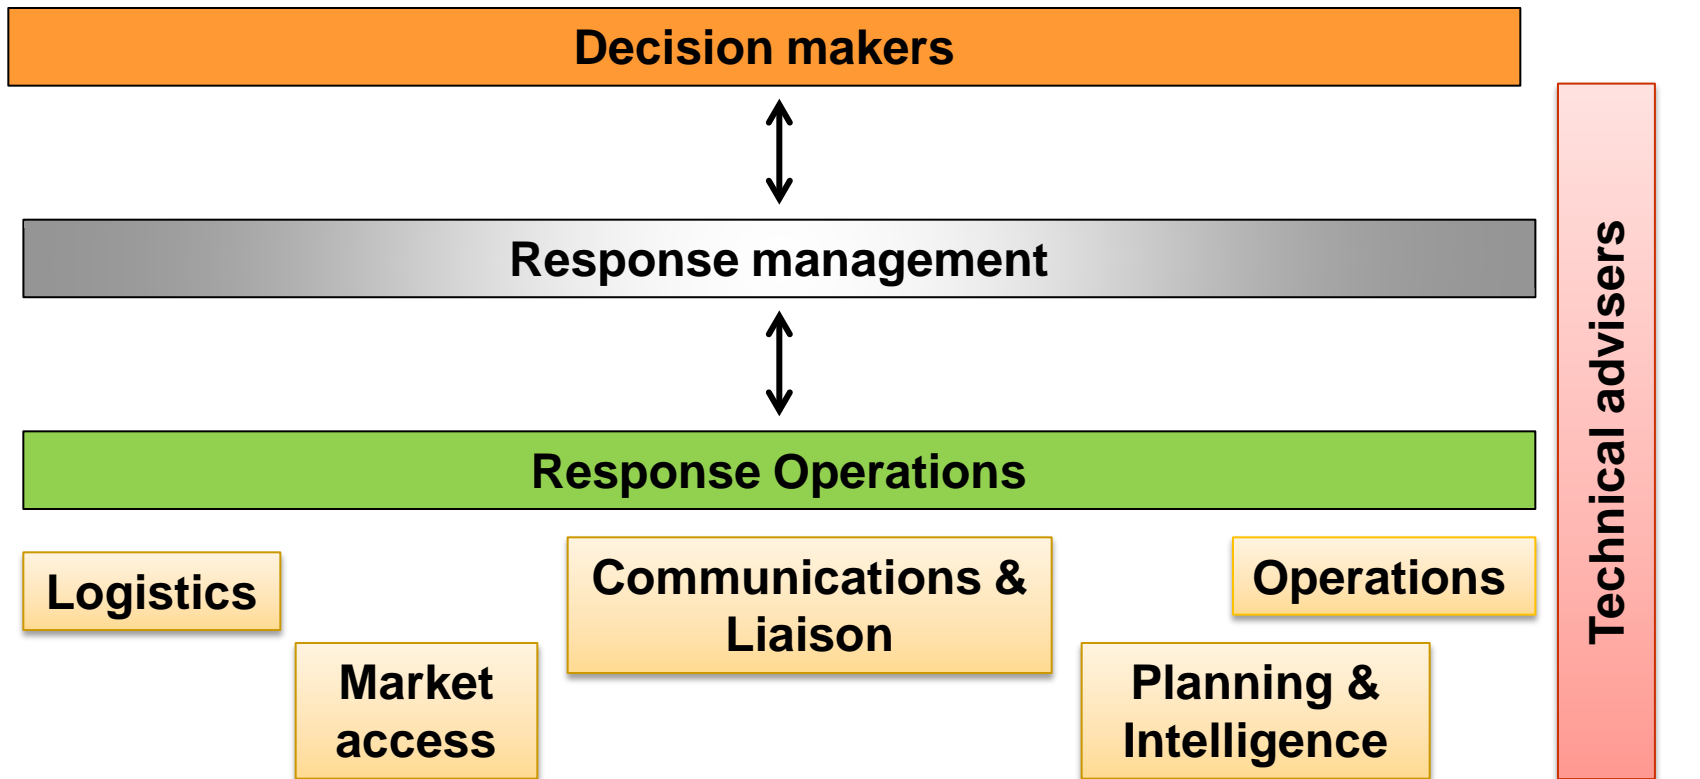 Decision makers
Response management
Response Operations
Logistics
Market
access
Communications &
Liaison
Planning &
Intelligence
Operations
Technical advisers